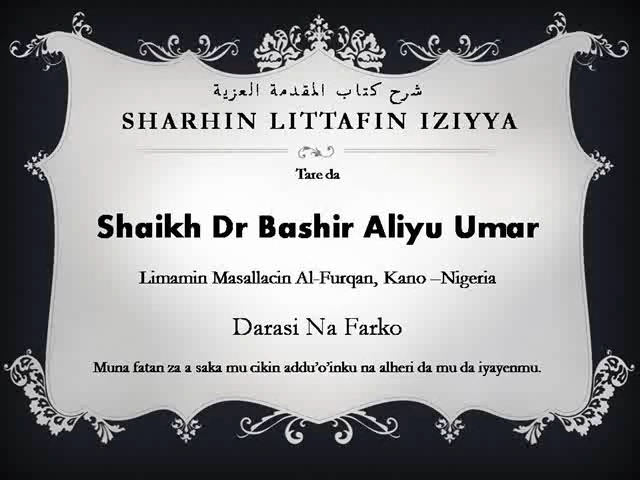 شرح كتاب المقدمة العزية
SHARHIN LITTAFIN IZIYYA
Tare da
Shaikh Dr Bashir Aliyu Umar
Limamin Masallacin Al-Furqan, Kano –Nigeria
Darasi Na Farko
Muna fatan za a saka mu cikin addu’o’inku na alheri da mu da iyayenmu.